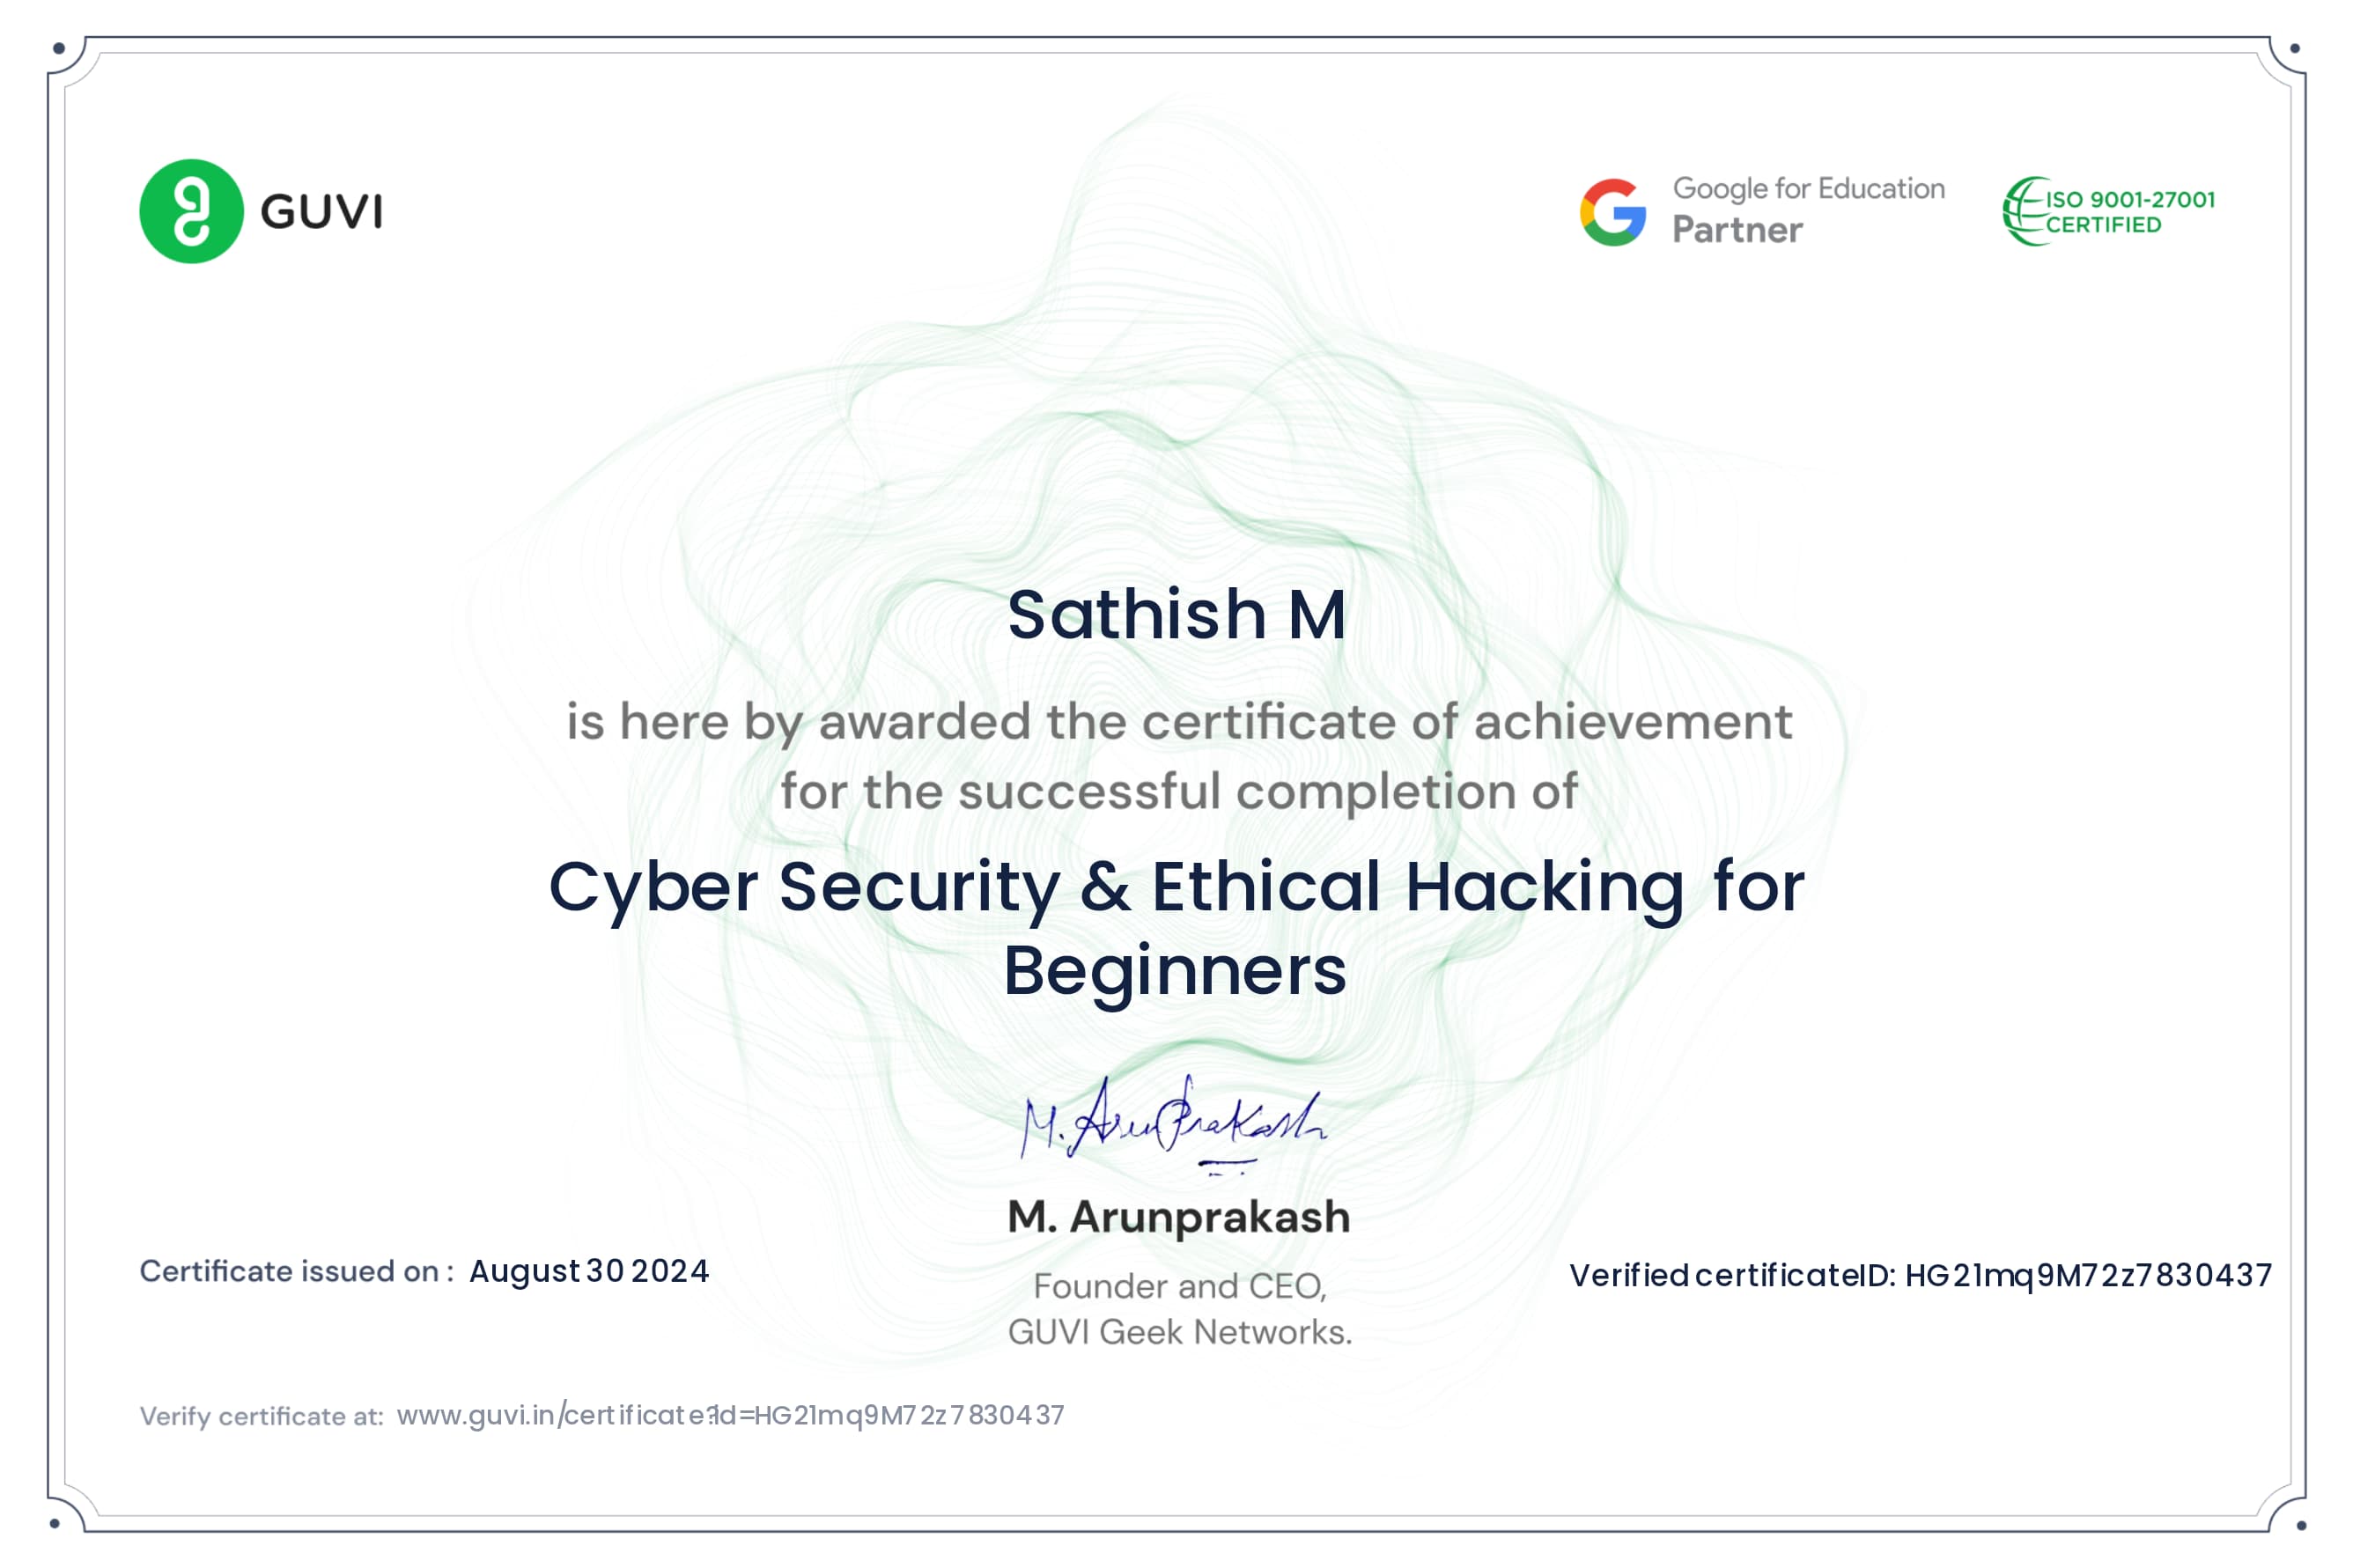 GUVI
Google for Education
Partner
ISO 9001-27001
CERTIFIED
Sathish M
is here by awarded the certificate of achievement
for the successful completion of
Cyber Security & Ethical Hacking for
Beginners
M. ArunPrakash
M. Arunprakash
Founder and CEO,
GUVI Geek Networks.
Certificate issued on : August 30 2024
Verified certificateID: HG21mq9M72z7830437
Verify certificate at: www.guvi.in/certificate?id=HG21mq9M72z7830437